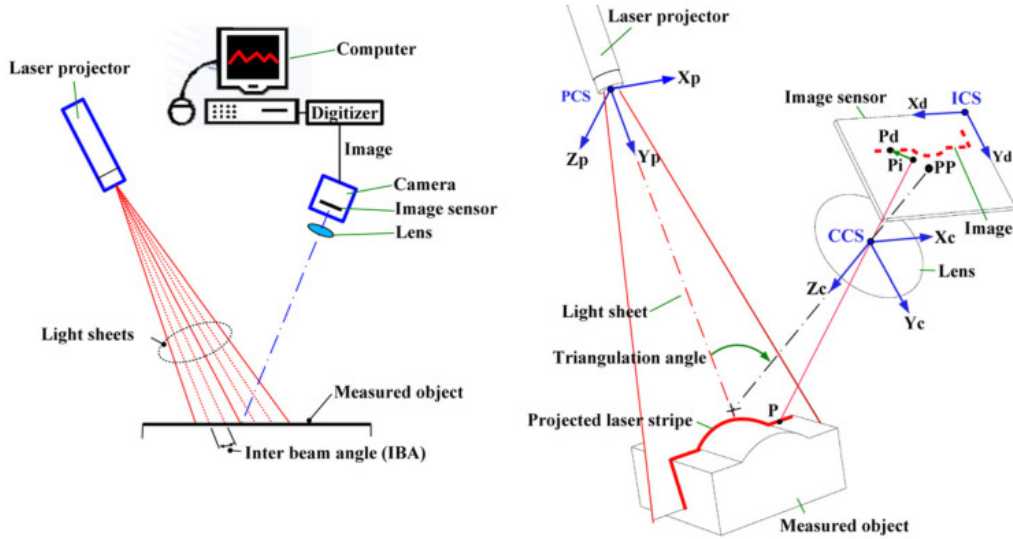 Computer
Laser projector
Digitizer
Image
Camera
Image sensor
Lens
Light sheets
Measured object
Inter beam angle (IBA)
Laser projector
PCS
Xp
Zp
Yp
Image sensor
Xd
ICS
Pd
Yd
Pi
PP
Image
CCS
Xc
Lens
Zc
Yc
Light sheet
Triangulation angle
P
Projected laser stripe
Measured object